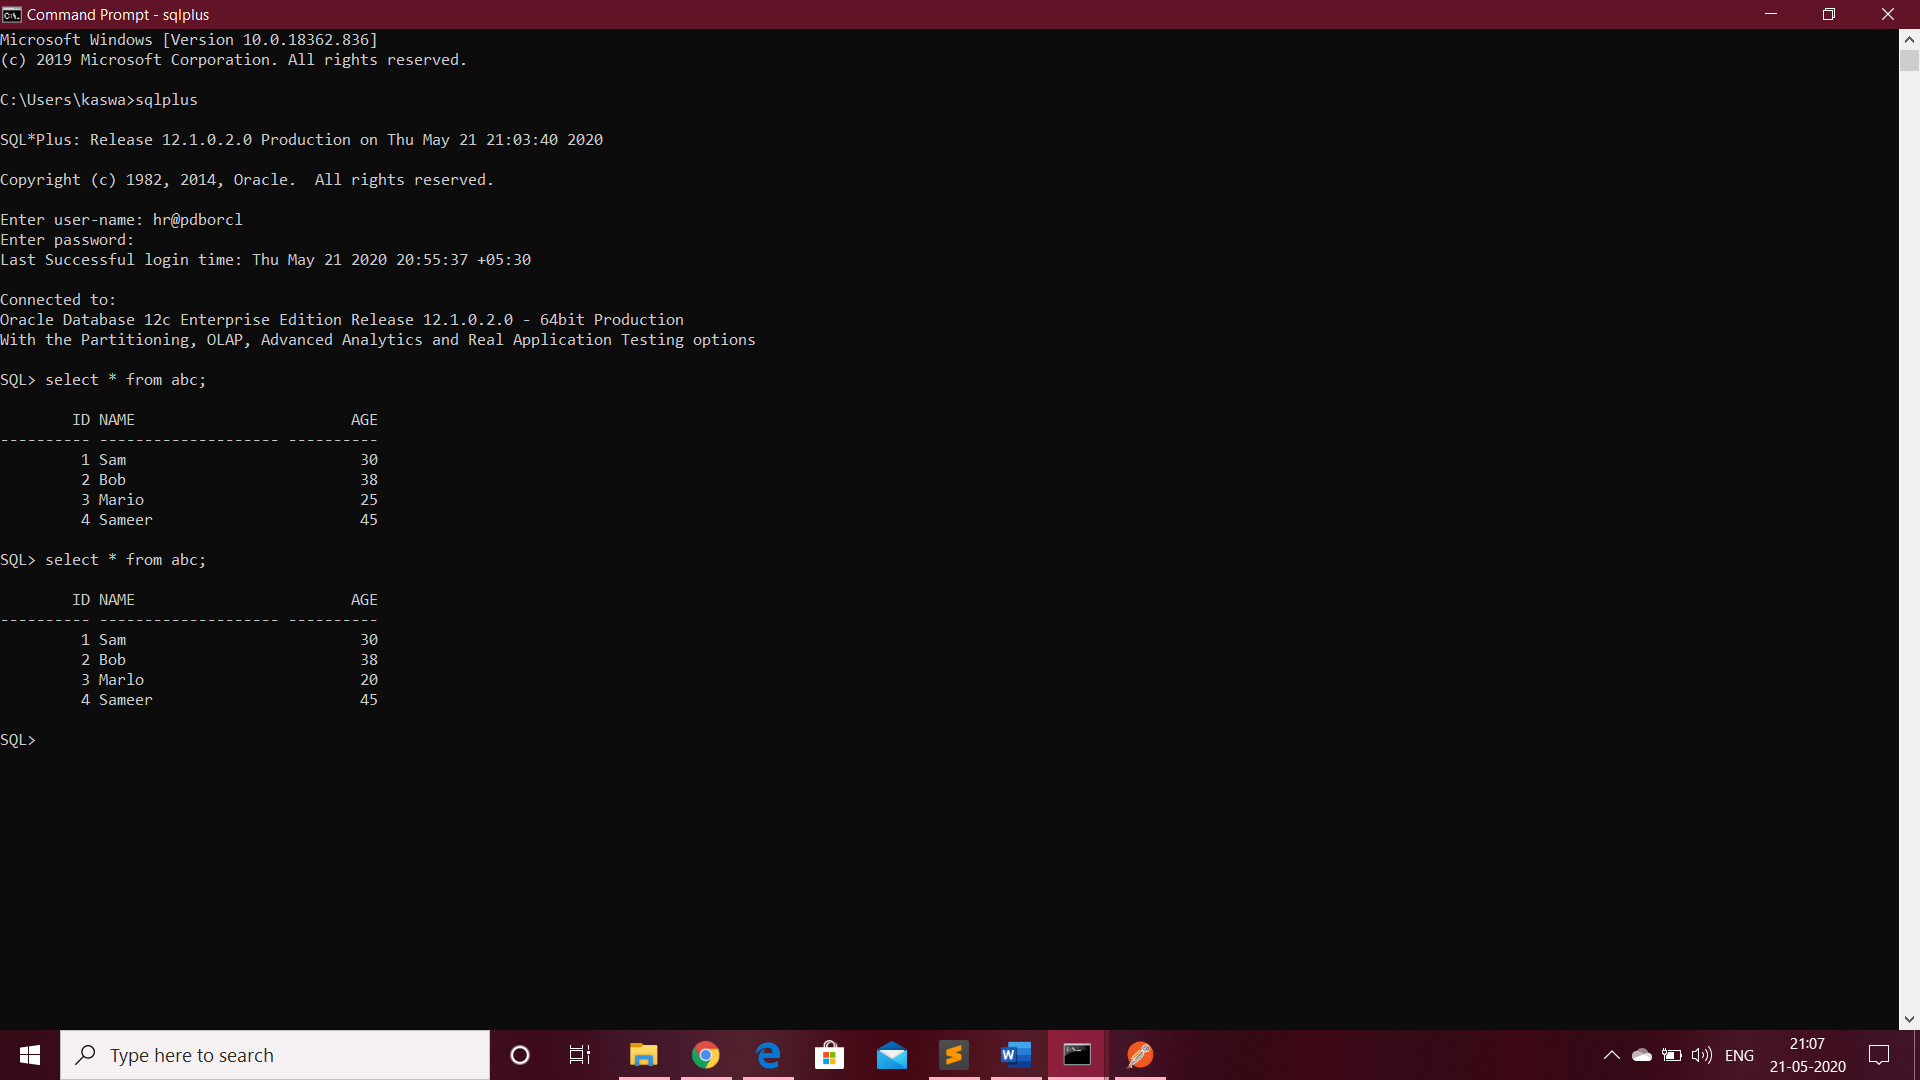 Command Prompt - sqlplus
Microsoft Windows [Version 10.0.18362.836]
(c) 2019 Microsoft Corporation. All rights reserved.
C:\Users\kaswa>sqlplus
SQL*Plus: Release 12.1.0.2.0 Production on Thu May 21 21:03:40 2020
Copyright (c) 1982, 2014, Oracle.  All rights reserved.
Enter user-name: hr@pdborcl
Enter password:
Last Successful login time: Thu May 21 2020 20:55:37 +05:30
Connected to:
Oracle Database 12c Enterprise Edition Release 12.1.0.2.0 - 64bit Production
With the Partitioning, OLAP, Advanced Analytics and Real Application Testing options
SQL> select * from abc;
        ID NAME                        AGE
---------- -------------------- ----------
         1 Sam                          30
         2 Bob                          38
         3 Mario                        25
         4 Sameer                       45
SQL> select * from abc;
        ID NAME                        AGE
---------- -------------------- ----------
         1 Sam                          30
         2 Bob                          38
         3 Marlo                        20
         4 Sameer                       45
SQL>
Type here to search
ENG
21:07
21-05-2020